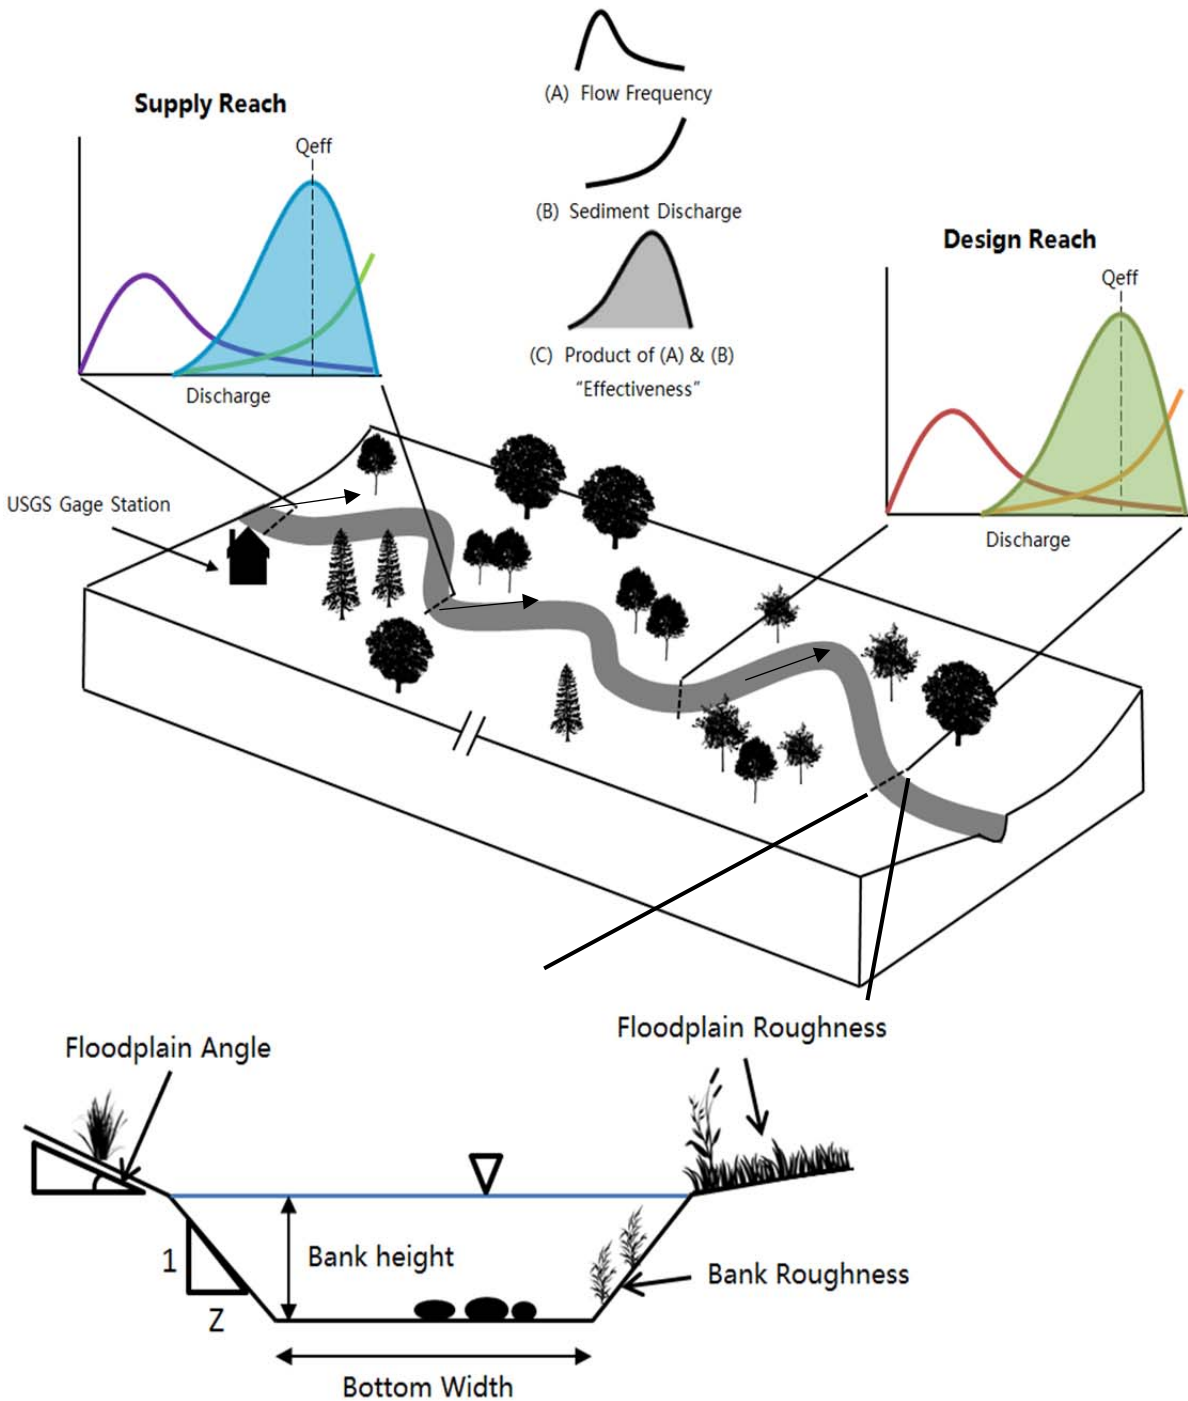 (A) Flow Frequency
Supply Reach
Qeff
(B) Sediment Discharge
Design Reach
Qeff
(C) Product of (A) & (B)
"Effectiveness"
Discharge
USGS Gage Station
Discharge
Floodplain Roughness
Floodplain Angle
1
Z
Bank height
Bank Roughness
Bottom Width